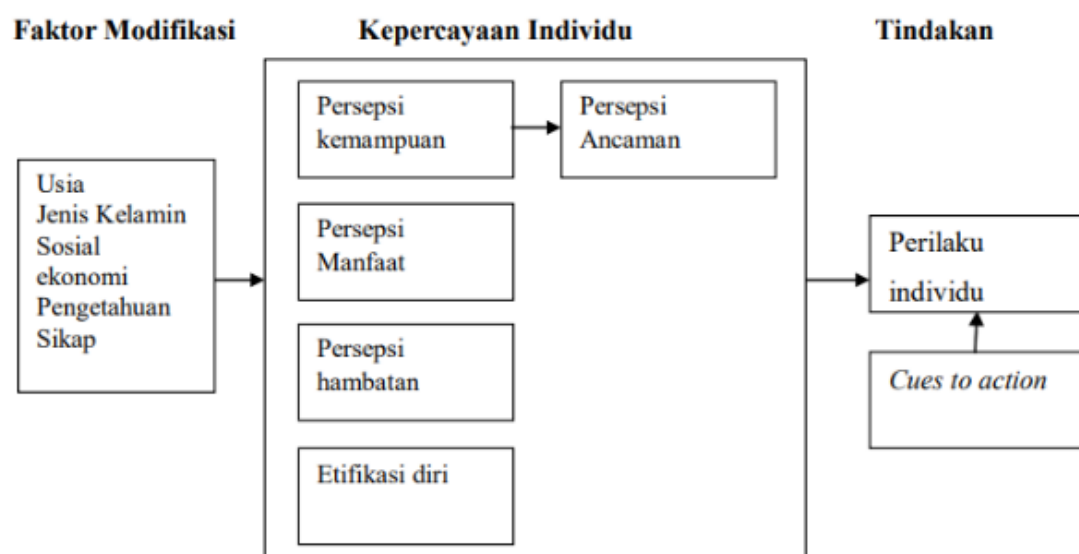 Faktor Modifikasi
Kepercayaan Individu
Tindakan
Usia
Jenis Kelamin
Sosial
ekonomi
Pengetahuan
Sikap
Persepsi
kemampuan
Persepsi
Ancaman
Persepsi
Manfaat
Persepsi
hambatan
Etifikasi diri
Perilaku
individu
Cues to action